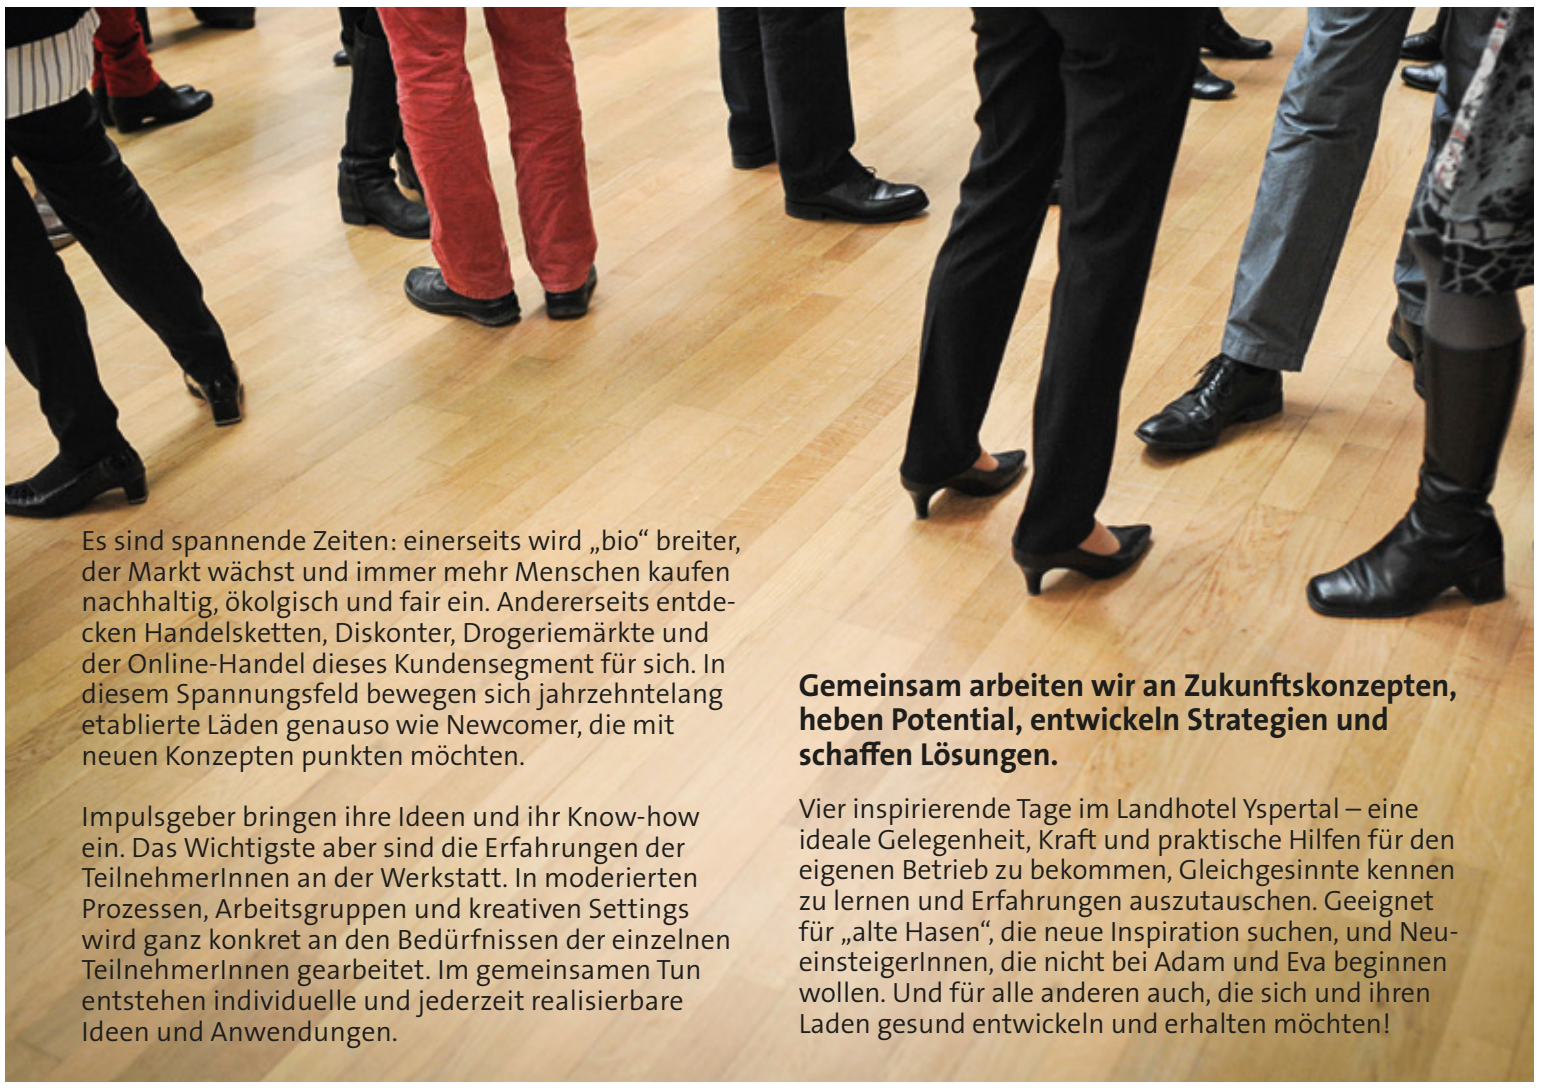 Es sind spannende Zeiten: einerseits wird „bio“ breiter,
der Markt wächst und immer mehr Menschen kaufen
nachhaltig, ökolgisch und fair ein. Andererseits entde-
cken Handelsketten, Diskonter, Drogeriemärkte und
der Online-Handel dieses Kundensegment für sich. In
diesem Spannungsfeld bewegen sich jahrzehntelang
etablierte Läden genauso wie Newcomer, die mit
neuen Konzepten punkten möchten.
Impulsgeber bringen ihre Ideen und ihr Know-how
ein. Das Wichtigste aber sind die Erfahrungen der
TeilnehmerInnen an der Werkstatt. In moderierten
Prozessen, Arbeitsgruppen und kreativen Settings
wird ganz konkret an den Bedürfnissen der einzelnen
TeilnehmerInnen gearbeitet. Im gemeinsamen Tun
entstehen individuelle und jederzeit realisierbare
Ideen und Anwendungen.
Gemeinsam arbeiten wir an Zukunftskonzepten,
heben Potential, entwickeln Strategien und
schaffen Lösungen.
Vier inspirierende Tage im Landhotel Yspertal – eine
ideale Gelegenheit, Kraft und praktische Hilfen für den
eigenen Betrieb zu bekommen, Gleichgesinnte kennen
zu lernen und Erfahrungen auszutauschen. Geeignet
für „alte Hasen“, die neue Inspiration suchen, und Neu-
einsteigerInnen, die nicht bei Adam und Eva beginnen
wollen. Und für alle anderen auch, die sich und ihren
Laden gesund entwickeln und erhalten möchten!